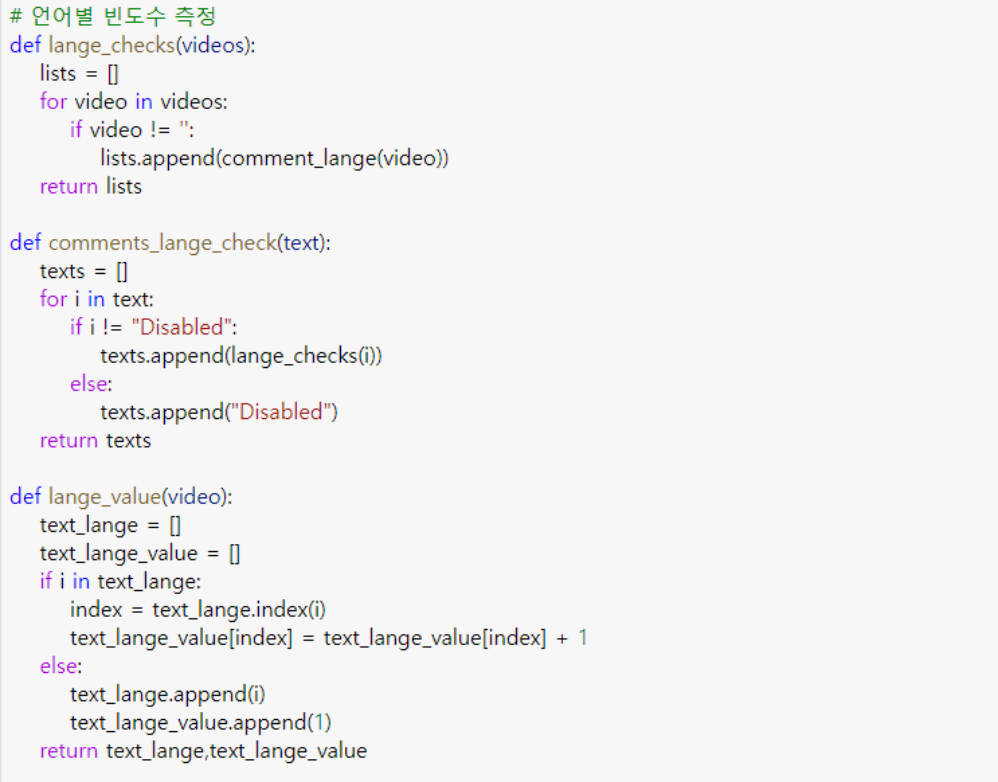 # 언어별 빈도수 측정
def lange_checks(videos):
    lists = []
    for video in videos:
        if video != '':
            lists.append(comment_lange(video))
    return lists

def comments_lange_check(text):
    texts = []
    for i in text:
        if i != "Disabled":
            texts.append(lange_checks(i))
        else:
            texts.append("Disabled")
    return texts

def lange_value(video):
    text_lange = []
    text_lange_value = []
    if i in text_lange:
        index = text_lange.index(i)
        text_lange_value[index] = text_lange_value[index] + 1
    else:
        text_lange.append(i)
        text_lange_value.append(1)
    return text_lange,text_lange_value